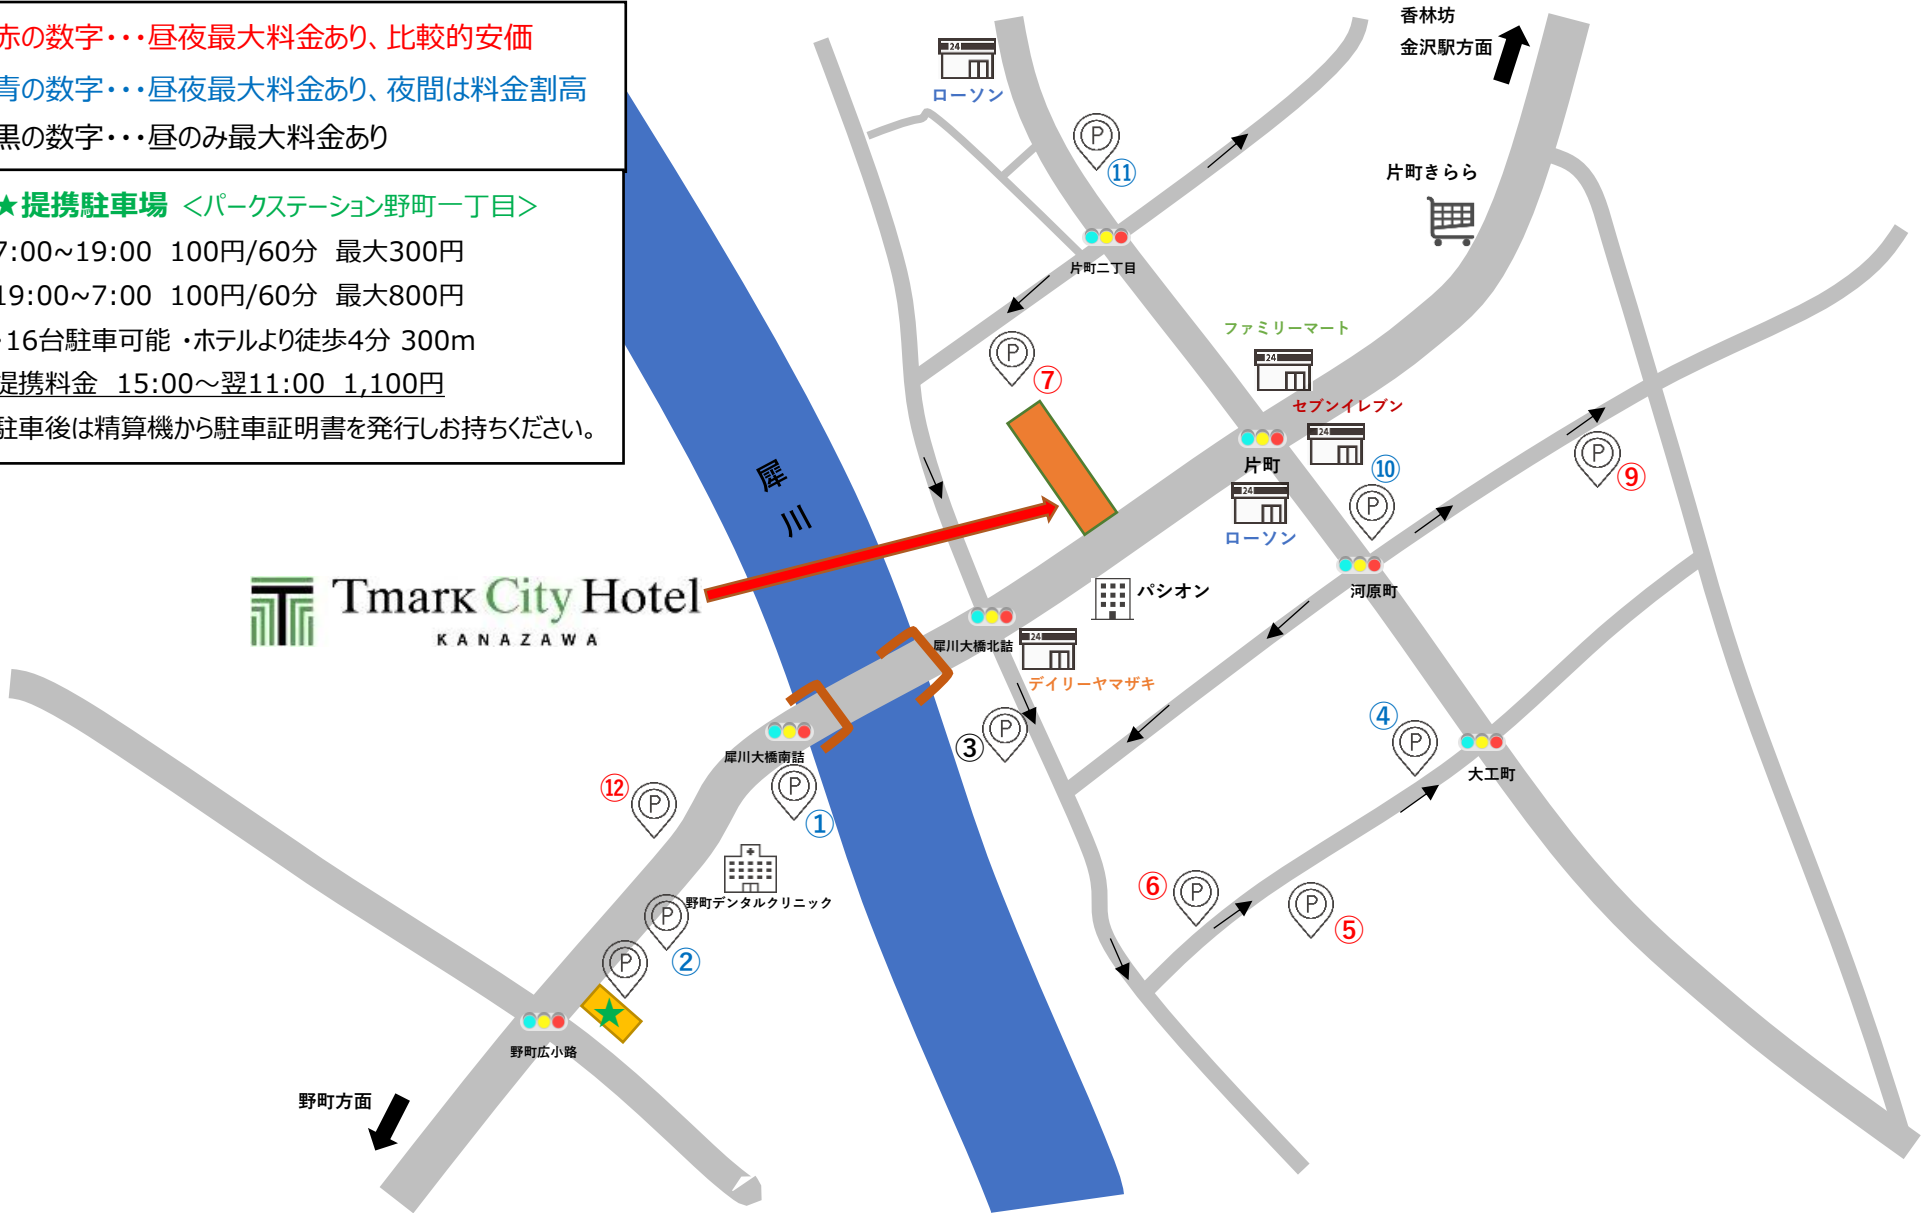 赤の数字・・・昼夜最大料金あり、比較的安価
青の数字・・・昼夜最大料金あり、夜間は料金割高
黒の数字・・・昼のみ最大料金あり
★提携駐車場 <パークステーション野町一丁目>
7:00~19:00 100円/60分 最大300円
19:00~7:00 100円/60分 最大800円
・16台駐車可能 ・ホテルより徒歩4分 300m
提携料金 15:00～翌11:00 1,100円
駐車後は精算機から駐車証明書を発行しお持ちください。
香林坊
金沢駅方面
24
ローソン
P
⑪
片町きらら
片町二丁目
ファミリーマート
24
P
⑦
セブンイレブン
24
片町
P
⑩
P
⑨
24
ローソン
犀川
河原町
パシオン
Tmark City Hotel
KANAZAWA
犀川大橋北詰
24
デイリーヤマザキ
犀川大橋南詰
③
P
④
P
大工町
⑫
P
P
①
野町デンタルクリニック
⑥
P
P
⑤
P
②
P
★
野町広小路
野町方面